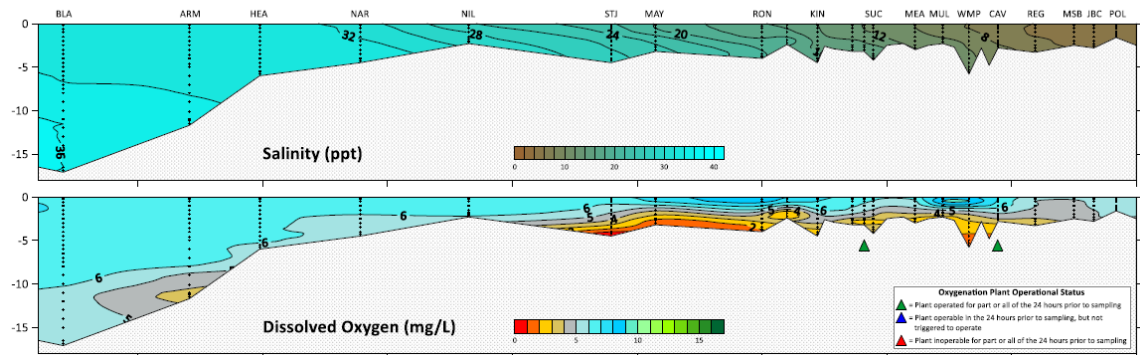 BLA ARM HEA NAR NIL STJ MAY RON KIN SUC MEA MUL WMP CAV REG MSB JBC POL
0
-5
-10
-15
32 28 24 20 12 8
36
Salinity (ppt)
0 10 20 30 40
0
-5
-10
-15
6 6 6 6 5 4 2 5 4 6 4 5 6
6
5
Dissolved Oxygen (mg/L)
0 5 10 15
Oxygenation Plant Operational Status
= Plant operated for part or all of the 24 hours prior to sampling
= Plant operable in the 24 hours prior to sampling, but not
triggered to operate
= Plant inoperable for part or all of the 24 hours prior to sampling